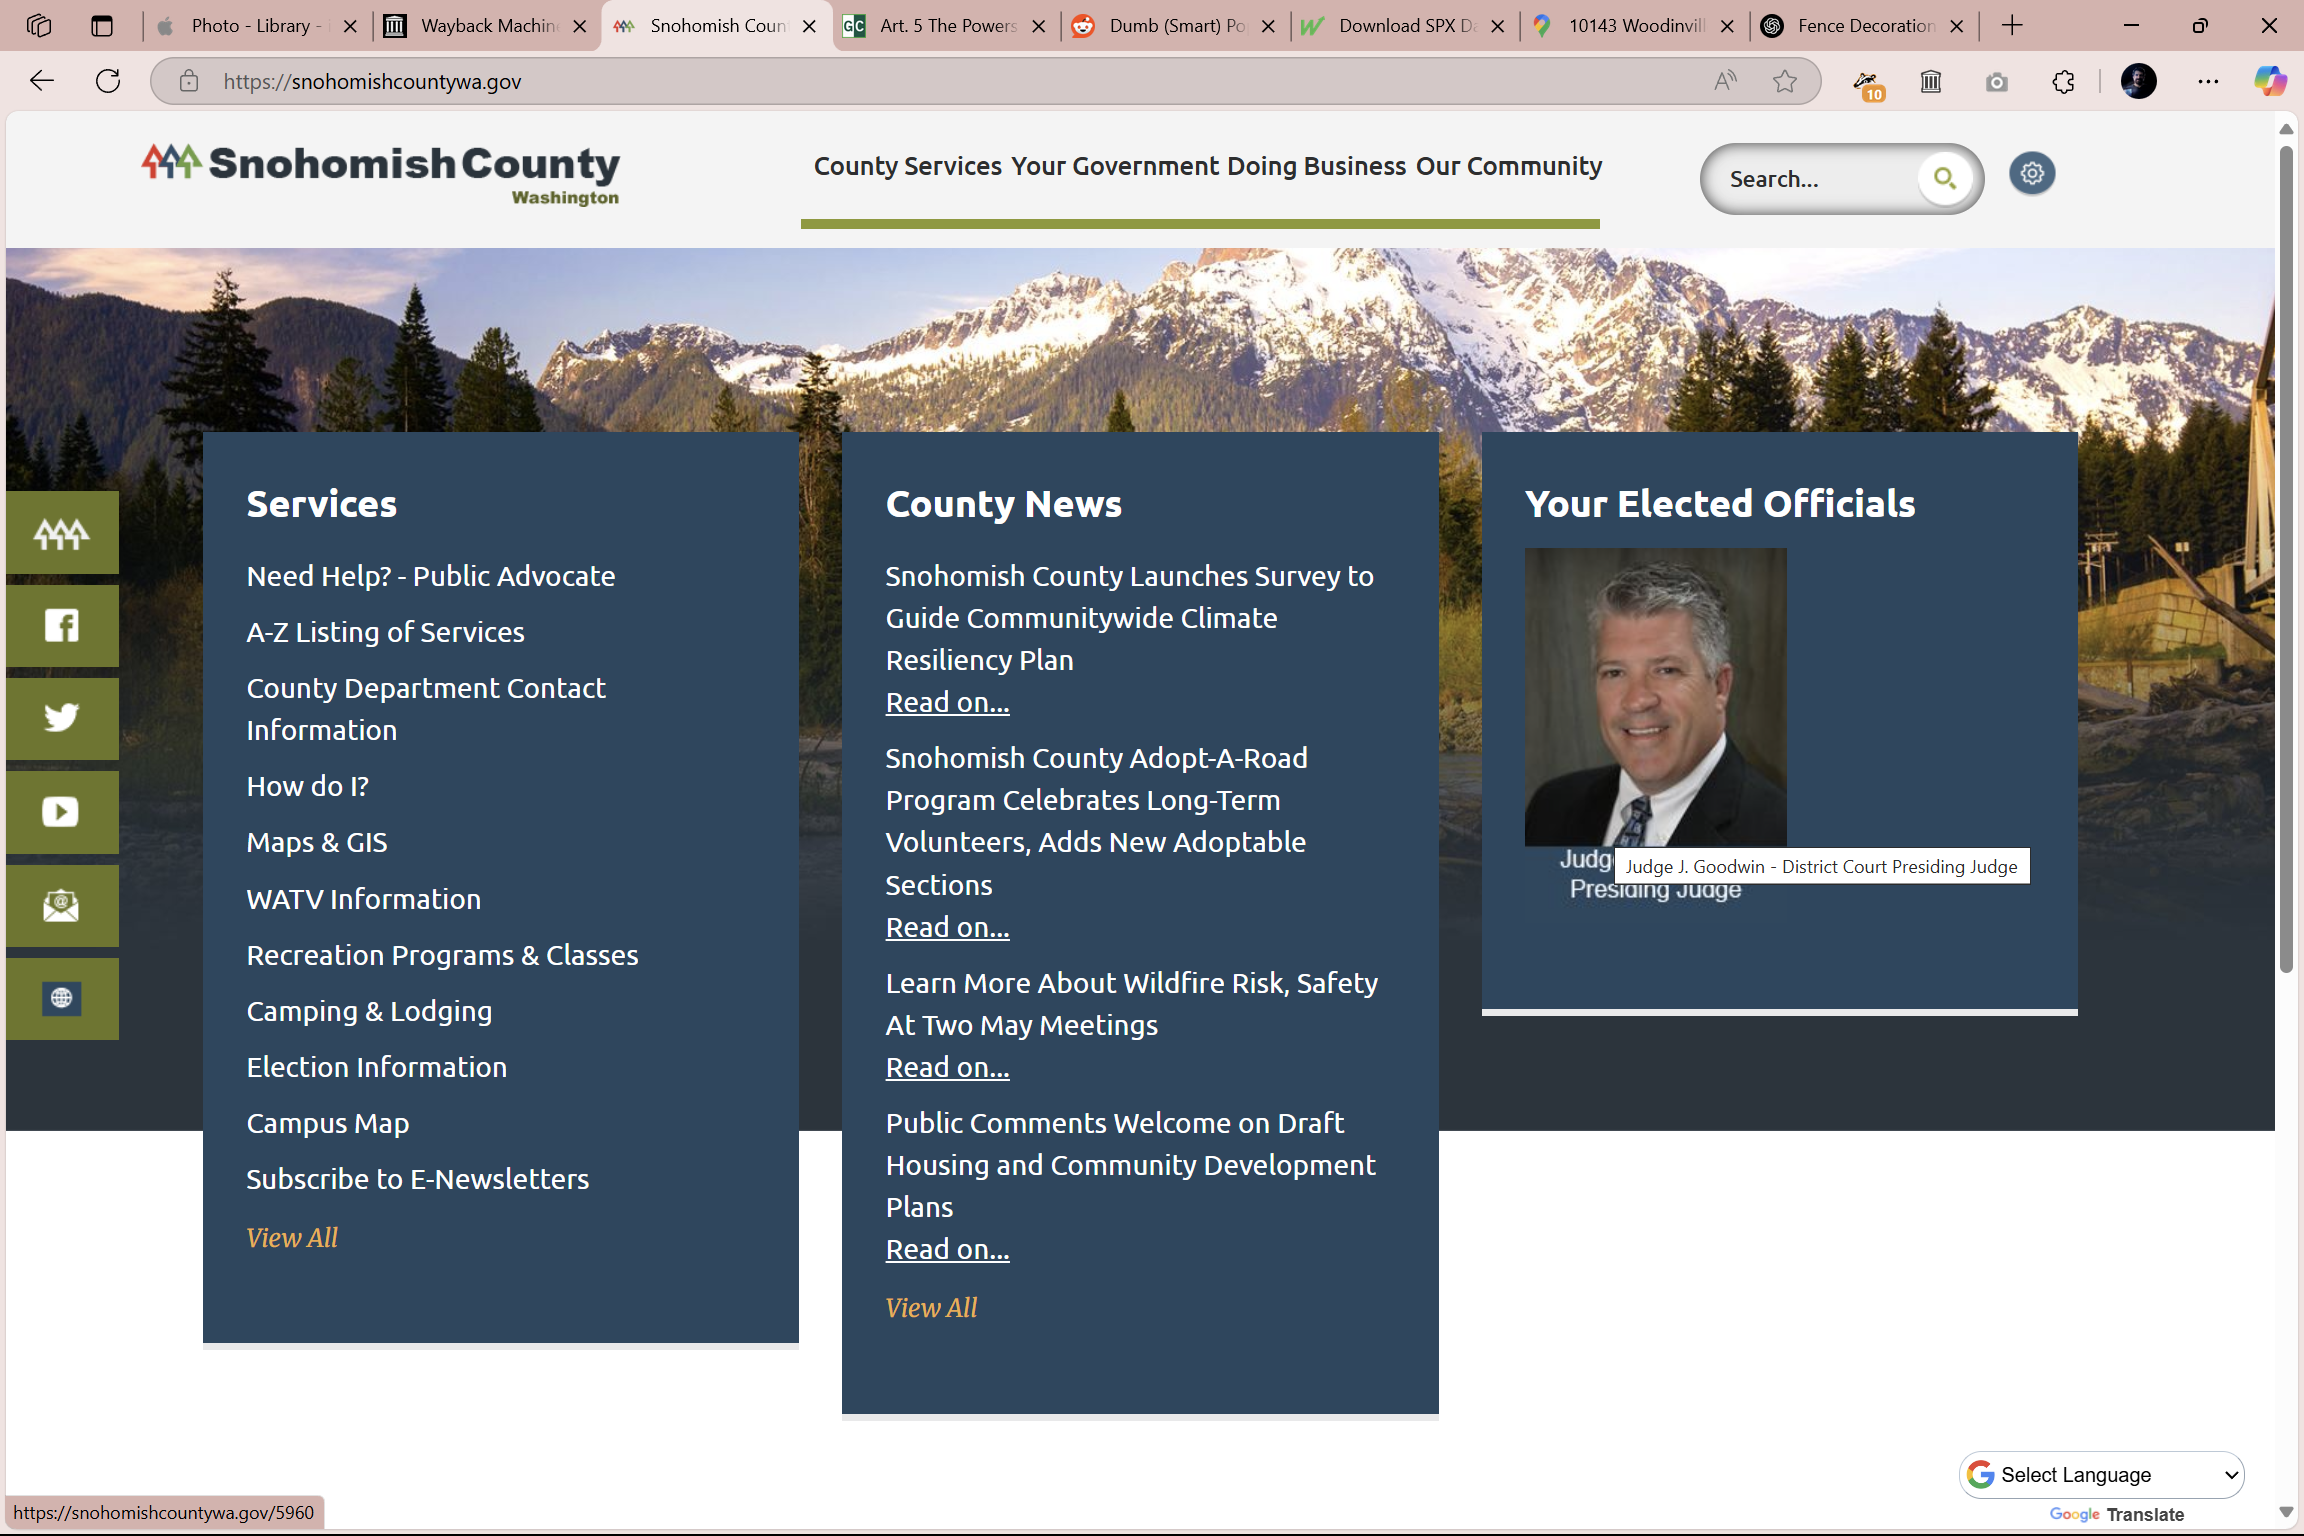 Photo - Library -
Wayback Machine
Snohomish Coun
Art. 5 The Powers
Dumb (Smart) Po
Download SPX Da
10143 Woodinvill
Fence Decoration
https://snohomishcountywa.gov
10
Snohomish County
Washington
County Services Your Government Doing Business Our Community
Search...
Services
Need Help? - Public Advocate
A-Z Listing of Services
County Department Contact
Information
How do I?
Maps & GIS
WATV Information
Recreation Programs & Classes
Camping & Lodging
Election Information
Campus Map
Subscribe to E-Newsletters
View All
County News
Snohomish County Launches Survey to
Guide Communitywide Climate
Resiliency Plan
Read on...
Snohomish County Adopt-A-Road
Program Celebrates Long-Term
Volunteers, Adds New Adoptable
Sections
Read on...
Learn More About Wildfire Risk, Safety
At Two May Meetings
Read on...
Public Comments Welcome on Draft
Housing and Community Development
Plans
Read on...
View All
Your Elected Officials
Judg
Judge J. Goodwin - District Court Presiding Judge
Presiding Judge
Select Language
Google Translate
https://snohomishcountywa.gov/5960